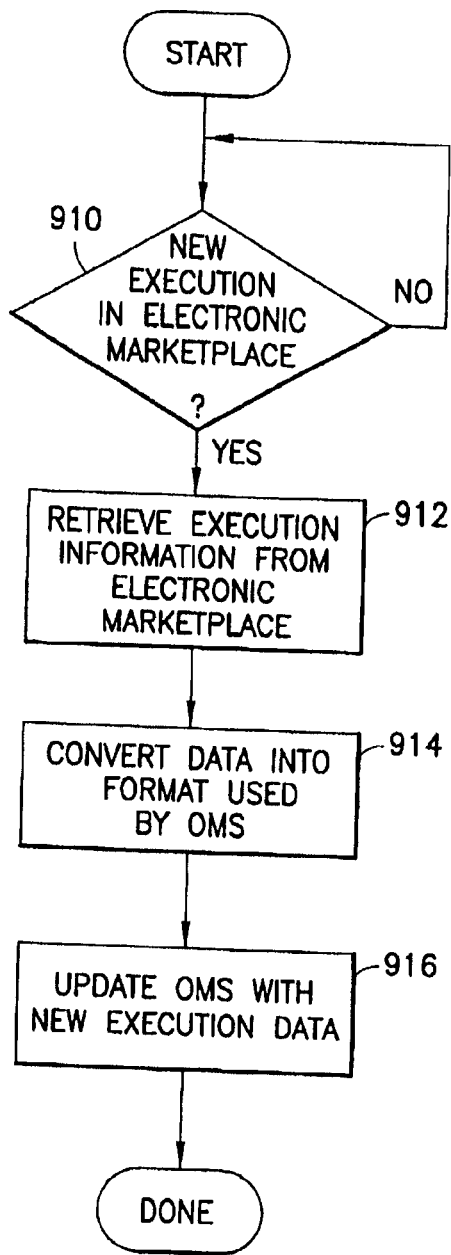 START
910
NEW
EXECUTION
IN ELECTRONIC
MARKETPLACE
?
NO
YES
912
RETRIEVE EXECUTION
INFORMATION FROM
ELECTRONIC
MARKETPLACE
914
CONVERT DATA INTO
FORMAT USED
BY OMS
916
UPDATE OMS WITH
NEW EXECUTION DATA
DONE